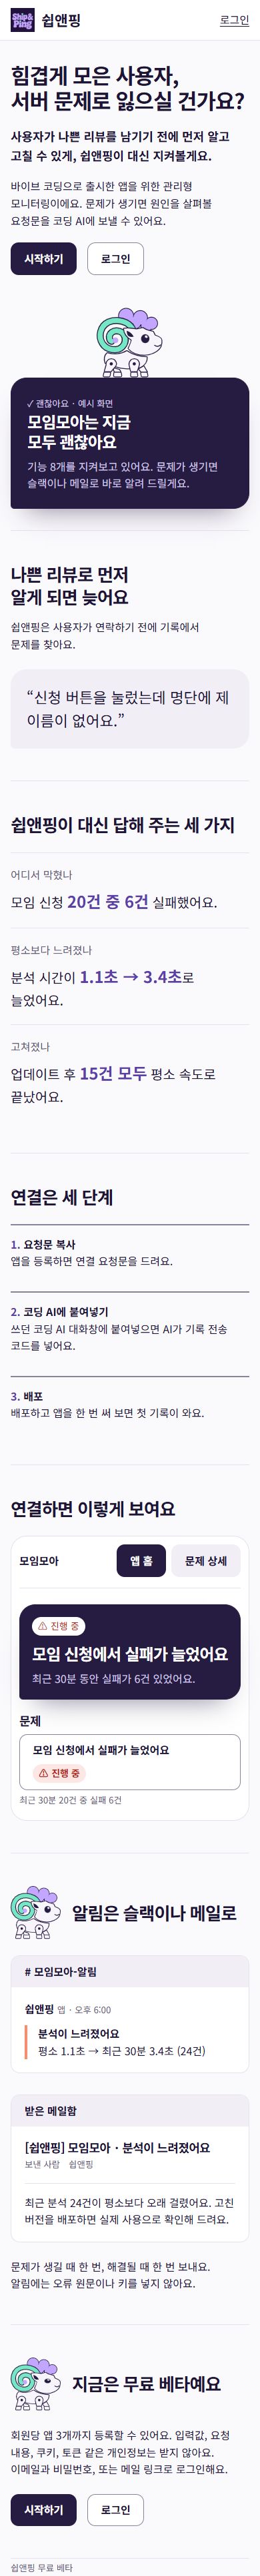 Ship& Ping
쉽앤핑
로그인
힘겹게 모은 사용자,
서버 문제로 잃으실 건가요?
사용자가 나쁜 리뷰를 남기기 전에 먼저 알고
고칠 수 있게, 쉽앤핑이 대신 지켜볼게요.
바이브 코딩으로 출시한 앱을 위한 관리형
모니터링이에요. 문제가 생기면 원인을 살펴볼
요청문을 코딩 AI에 보낼 수 있어요.
시작하기
로그인
✓ 괜찮아요 · 예시 화면
모임모아는 지금
모두 괜찮아요
기능 8개를 지켜보고 있어요. 문제가 생기면
슬랙이나 메일로 바로 알려 드릴게요.
나쁜 리뷰로 먼저
알게 되면 늦어요
쉽앤핑은 사용자가 연락하기 전에 기록에서
문제를 찾아요.
“신청 버튼을 눌렀는데 명단에 제
이름이 없어요.”
쉽앤핑이 대신 답해 주는 세 가지
어디서 막혔나
모임 신청 20건 중 6건 실패했어요.
평소보다 느려졌나
분석 시간이 1.1초 → 3.4초로
늘었어요.
고쳐졌나
업데이트 후 15건 모두 평소 속도로
끝났어요.
연결은 세 단계
1. 요청문 복사
앱을 등록하면 연결 요청문을 드려요.
2. 코딩 AI에 붙여넣기
쓰던 코딩 AI 대화창에 붙여넣으면 AI가 기록 전송
코드를 넣어요.
3. 배포
배포하고 앱을 한 번 써 보면 첫 기록이 와요.
연결하면 이렇게 보여요
모임모아
앱 홈
문제 상세
⚠ 진행 중
모임 신청에서 실패가 늘었어요
최근 30분 동안 실패가 6건 있었어요.
문제
모임 신청에서 실패가 늘었어요
⚠ 진행 중
최근 30분 20건 중 실패 6건
알림은 슬랙이나 메일로
# 모임모아-알림
쉽앤핑 앱 · 오후 6:00
분석이 느려졌어요
평소 1.1초 → 최근 30분 3.4초 (24건)
받은 메일함
[쉽앤핑] 모임모아 · 분석이 느려졌어요
보낸 사람 쉽앤핑
최근 분석 24건이 평소보다 오래 걸렸어요. 고친
버전을 배포하면 실제 사용으로 확인해 드려요.
문제가 생길 때 한 번, 해결될 때 한 번 보내요.
알림에는 오류 원문이나 키를 넣지 않아요.
지금은 무료 베타예요
회원당 앱 3개까지 등록할 수 있어요. 입력값, 요청
내용, 쿠키, 토큰 같은 개인정보는 받지 않아요.
이메일과 비밀번호, 또는 메일 링크로 로그인해요.
시작하기
로그인
쉽앤핑 무료 베타